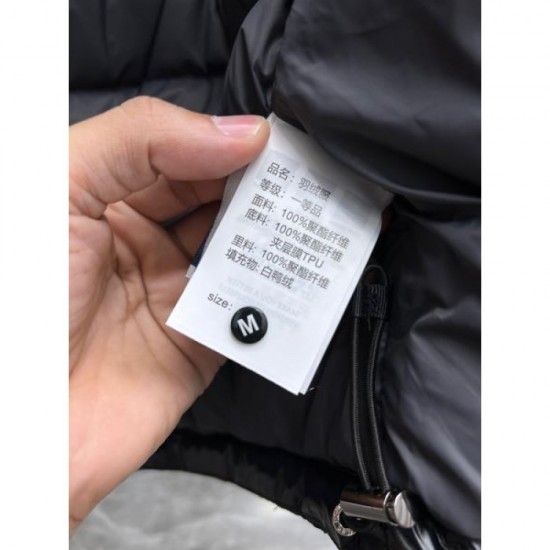 品名：羽绒感
等级：一等品
面料：100%聚酯纤维
底料：100%聚酯纤维
夹层膜TPU
里料：100%聚酯纤维
填充物：白鸭绒
size: M